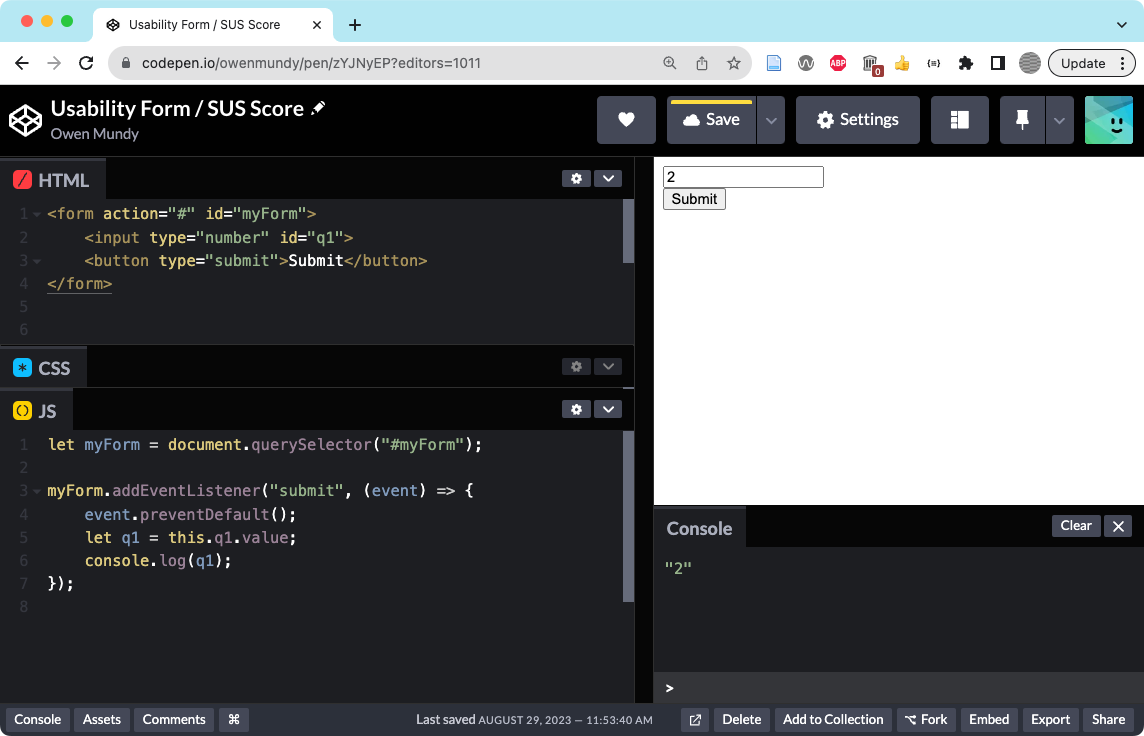 Usability Form / SUS Score
codepen.io/owenmundy/pen/zYJNyEP?editors=1011
ABP
0
{≡}
Update
Usability Form / SUS Score
Owen Mundy
Save
Settings
HTML
1 <form action="#" id="myForm">
2 <input type="number" id="q1">
3 <button type="submit">Submit</button>
4 </form>
5
6
CSS
JS
1 let myForm = document.querySelector("#myForm");
2
3 myForm.addEventListener("submit", (event) => {
4 event.preventDefault();
5 let q1 = this.q1.value;
6 console.log(q1);
7 });
8
2
Submit
Console
Clear
"2"
>
Console Assets Comments ⌘ Last saved AUGUST 29, 2023 — 11:53:40 AM Delete Add to Collection Fork Embed Export Share